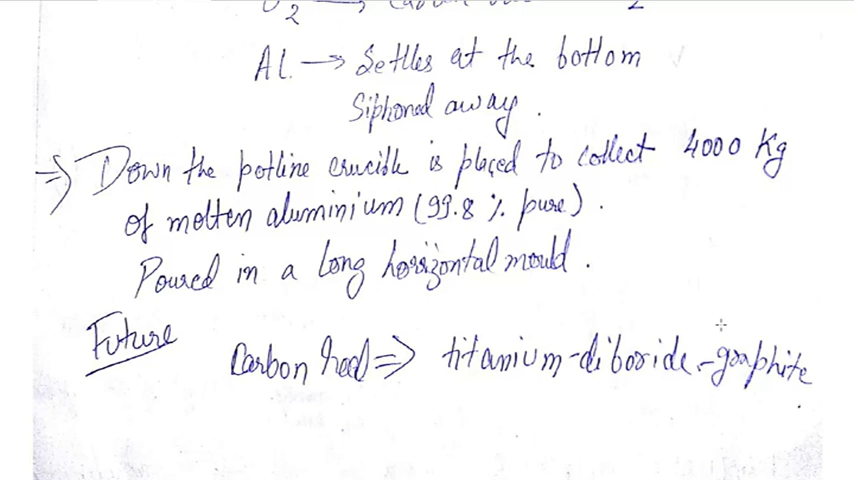 Al. → Settles at the bottom
Siphoned away.
⇒ Down the potline crucible is placed to collect 4000 Kg
of molten aluminium (99.8 % pure).
Poured in a long horizontal mould.
Future
Carbon → titanium-diboride-graphite